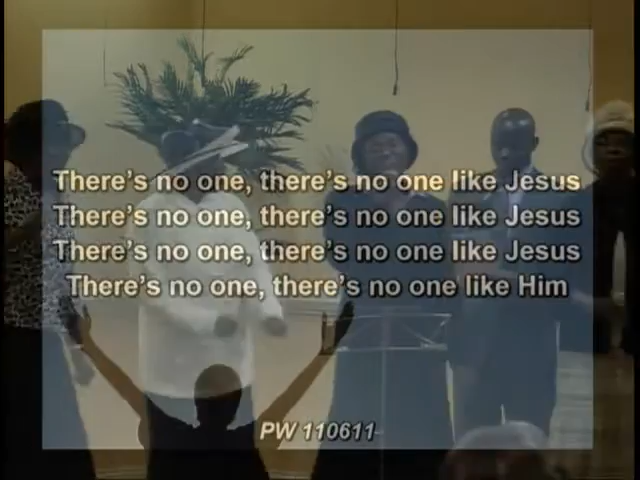 There's no one, there's no one like Jesus
There's no one, there's no one like Jesus
There's no one, there's no one like Jesus
There's no one, there's no one like Him
PW 110611